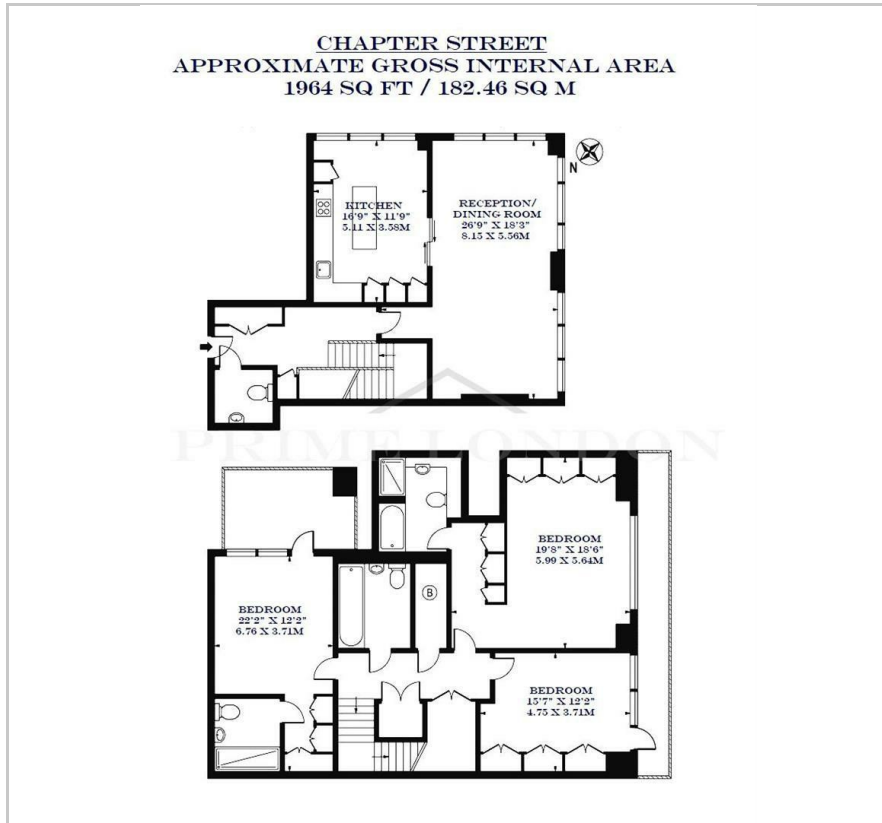 CHAPTER STREET
APPROXIMATE GROSS INTERNAL AREA
1964 SQ FT / 182.46 SQ M
N
KITCHEN
16'9" X 11'9"
5.11 X 3.58M
RECEPTION/
DINING ROOM
26'9" X 18'3"
8.15 X 5.56M
PRIME LONDON
BEDROOM
19'8" X 18'6"
5.99 X 5.64M
B
BEDROOM
22'2" X 12'2"
6.76 X 3.71M
BEDROOM
15'7" X 12'2"
4.75 X 3.71M